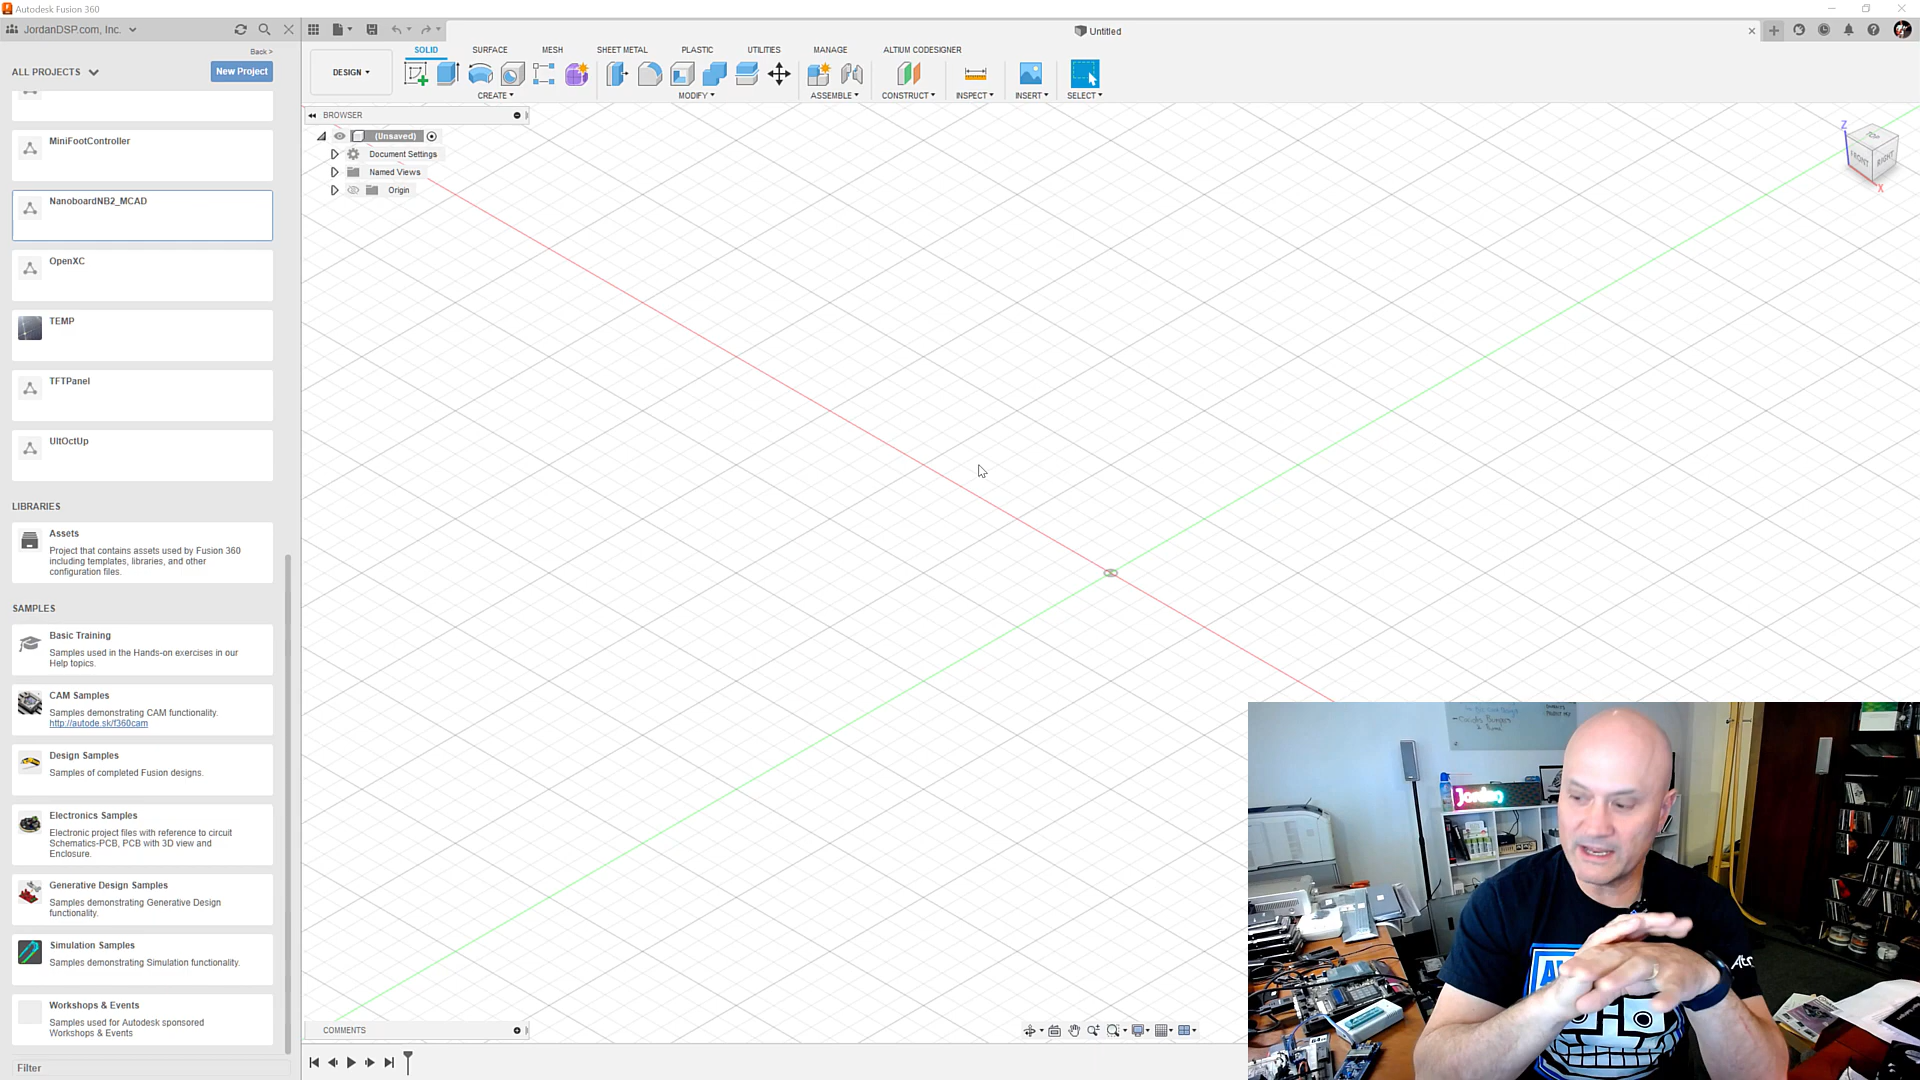 Autodesk Fusion 360
JordanDSP.com, Inc.
Untitled
Back >
ALL PROJECTS
New Project
MiniFootController
NanoboardNB2_MCAD
OpenXC
TEMP
TFTPanel
UltOctUp
LIBRARIES
Assets
Project that contains assets used by Fusion 360
including templates, libraries, and other
configuration files.
SAMPLES
Basic Training
Samples used in the Hands-on exercises in our
Help topics.
CAM Samples
Samples demonstrating CAM functionality.
http://autode.sk/f360cam
Design Samples
Samples of completed Fusion designs.
Electronics Samples
Electronic project files with reference to circuit
Schematics-PCB, PCB with 3D view and
Enclosure.
Generative Design Samples
Samples demonstrating Generative Design
functionality.
Simulation Samples
Samples demonstrating Simulation functionality.
Workshops & Events
Samples used for Autodesk sponsored
Workshops & Events
Filter
DESIGN
SOLID SURFACE MESH SHEET METAL PLASTIC UTILITIES MANAGE ALTIUM CODESIGNER
CREATE MODIFY ASSEMBLE CONSTRUCT INSPECT INSERT SELECT
BROWSER
(Unsaved)
Document Settings
Named Views
Origin
Z
TOP
FRONT
RIGHT
X
COMMENTS
Jordan